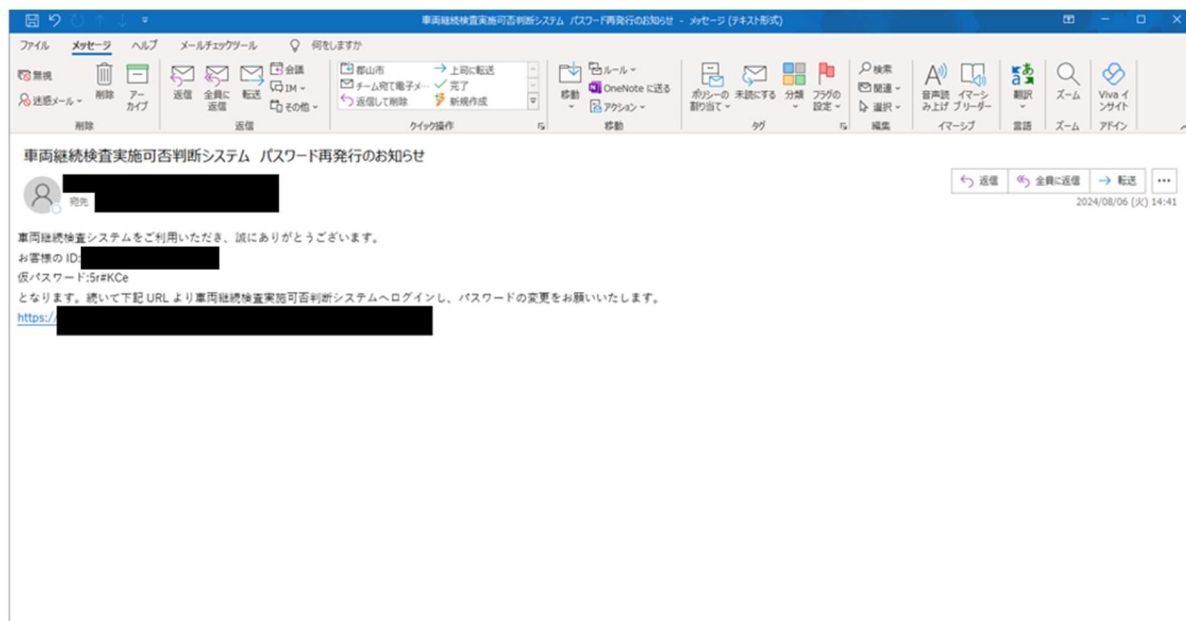 車両継続検査実施可否判断システム パスワード再発行のお知らせ - メッセージ (テキスト形式)
ファイル メッセージ ヘルプ メールチェックツール 何をしますか
無視
迷惑メール
削除
アーカイブ
削除
返信
全員に返信
転送
会議
IM
その他
返信
郡山市
チーム宛て電子メ…
返信して削除
上司に転送
完了
新規作成
クイック操作
移動
ルール
OneNote に送る
アクション
移動
ポリシーの割り当て
未読にする
分類
フラグの設定
タグ
検索
関連
選択
編集
音声読み上げ
イマーシブ リーダー
イマーシブ
翻訳
言語
ズーム
ズーム
Viva インサイト
アドイン
車両継続検査実施可否判断システム パスワード再発行のお知らせ
宛先
返信 全員に返信 転送
2024/08/06 (火) 14:41
車両継続検査システムをご利用いただき、誠にありがとうございます。
お客様の ID:
仮パスワード:5r#KCe
となります。続いて下記 URL より車両継続検査実施可否判断システムへログインし、パスワードの変更をお願いいたします。
https://